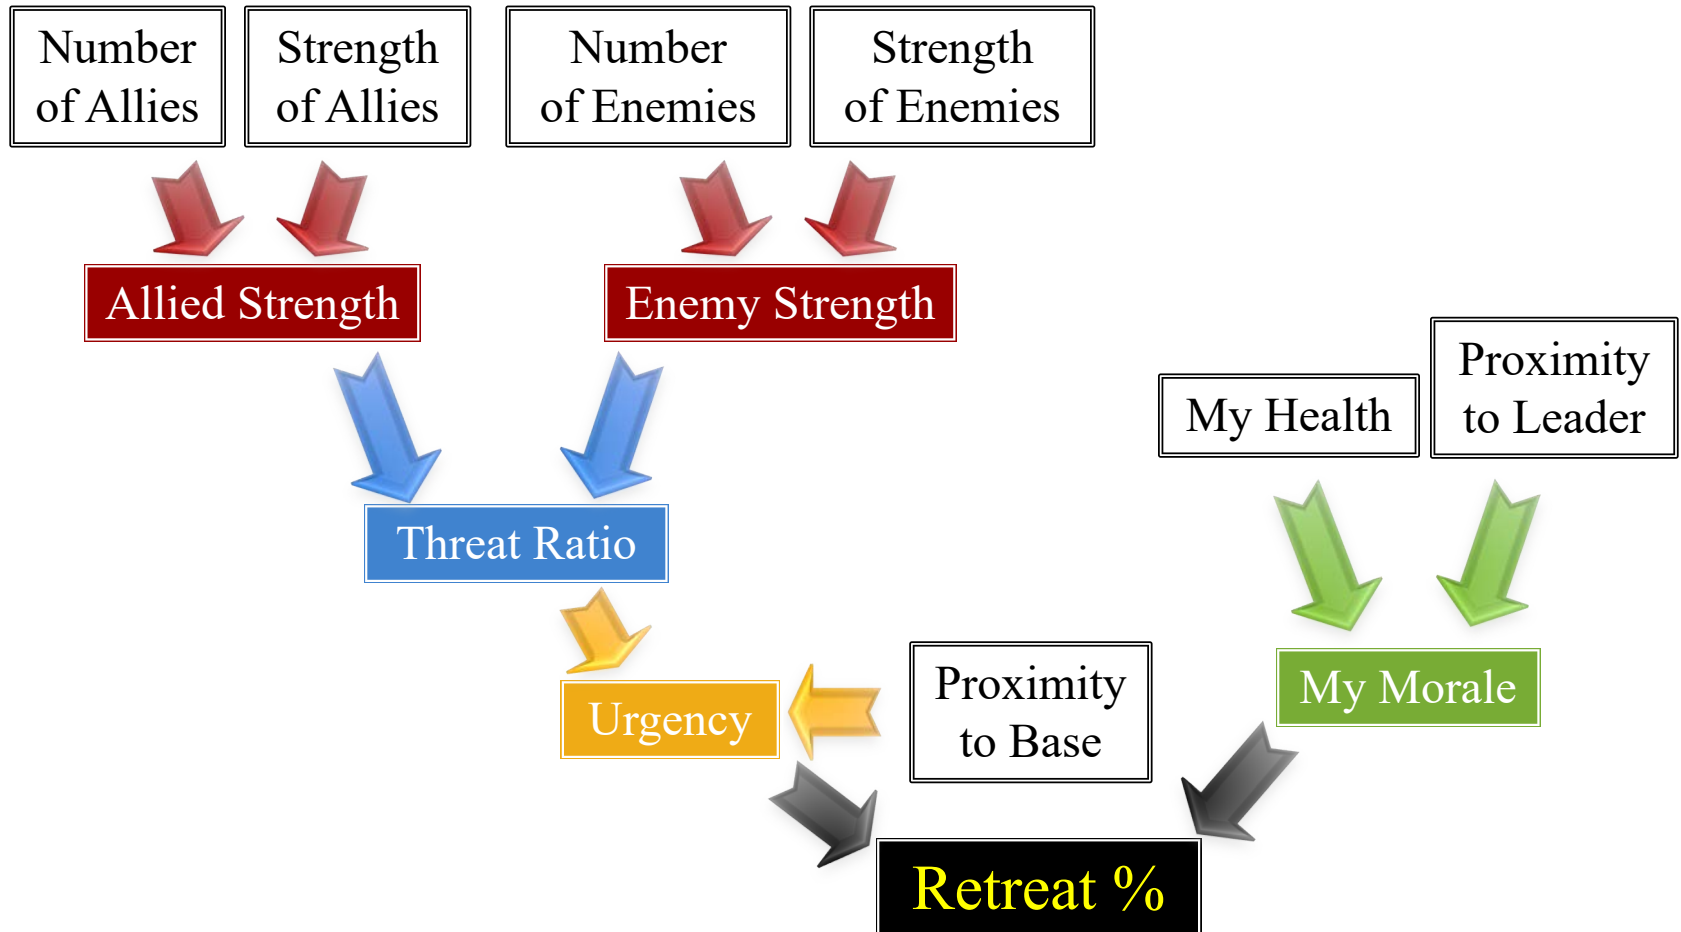 Number
of Allies
Strength
of Allies
Number
of Enemies
Strength
of Enemies
Allied Strength
Enemy Strength
My Health
Proximity
to Leader
Threat Ratio
Urgency
Proximity
to Base
My Morale
Retreat %